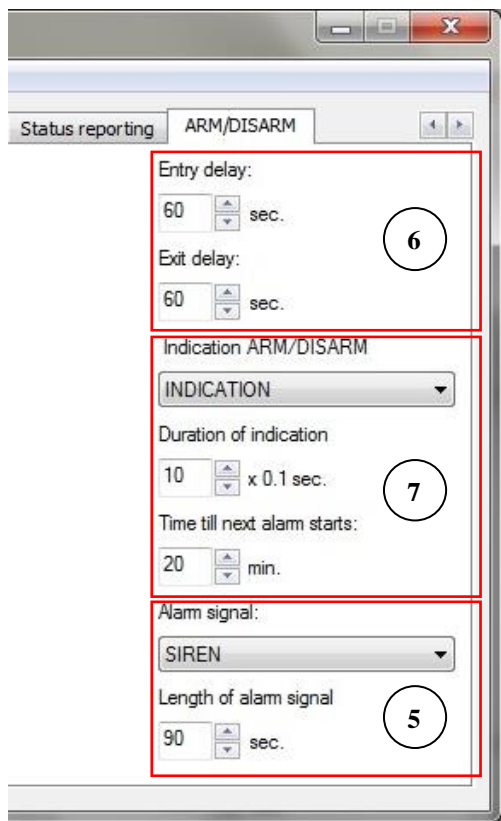 X
Status reporting ARM/DISARM
Entry delay:
60 sec.
6
Exit delay:
60 sec.
Indication ARM/DISARM
INDICATION
Duration of indication
10 x 0.1 sec.
7
Time till next alarm starts:
20 min.
Alarm signal:
SIREN
Length of alarm signal
5
90 sec.